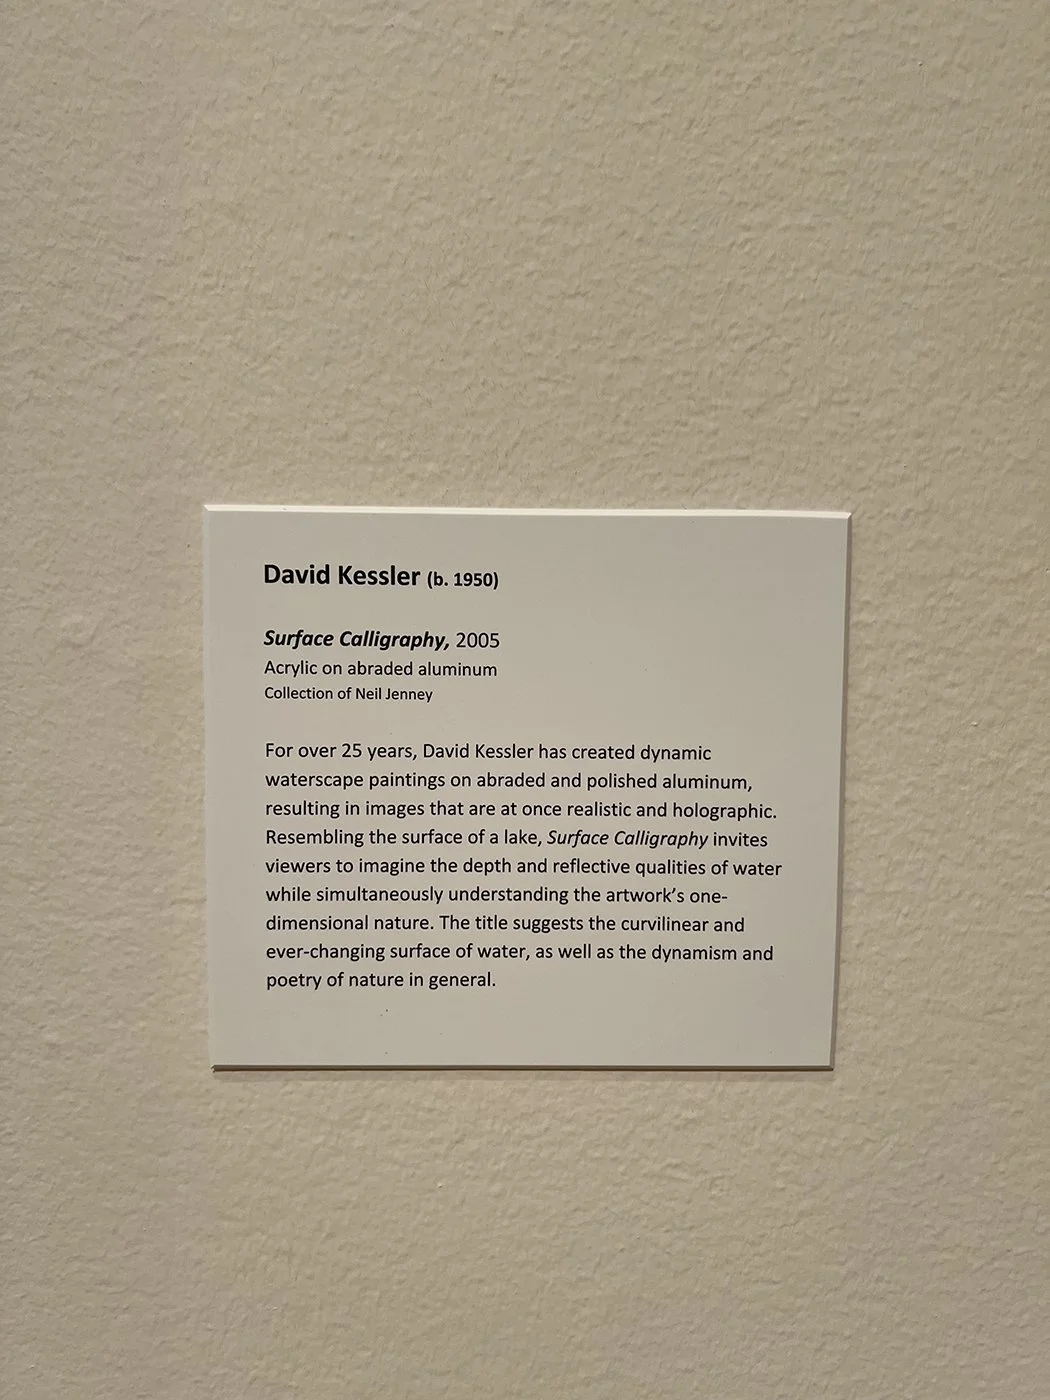 David Kessler (b. 1950)
Surface Calligraphy, 2005
Acrylic on abraded aluminum
Collection of Neil Jenney
For over 25 years, David Kessler has created dynamic
waterscape paintings on abraded and polished aluminum,
resulting in images that are at once realistic and holographic.
Resembling the surface of a lake, Surface Calligraphy invites
viewers to imagine the depth and reflective qualities of water
while simultaneously understanding the artwork’s one-
dimensional nature. The title suggests the curvilinear and
ever-changing surface of water, as well as the dynamism and
poetry of nature in general.